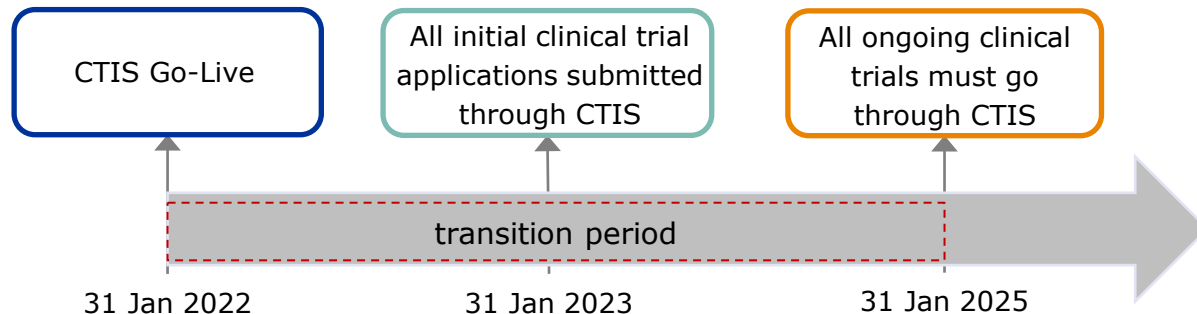 CTIS Go-Live
All initial clinical trial
applications submitted
through CTIS
All ongoing clinical
trials must go
through CTIS
transition period
31 Jan 2022
31 Jan 2023
31 Jan 2025